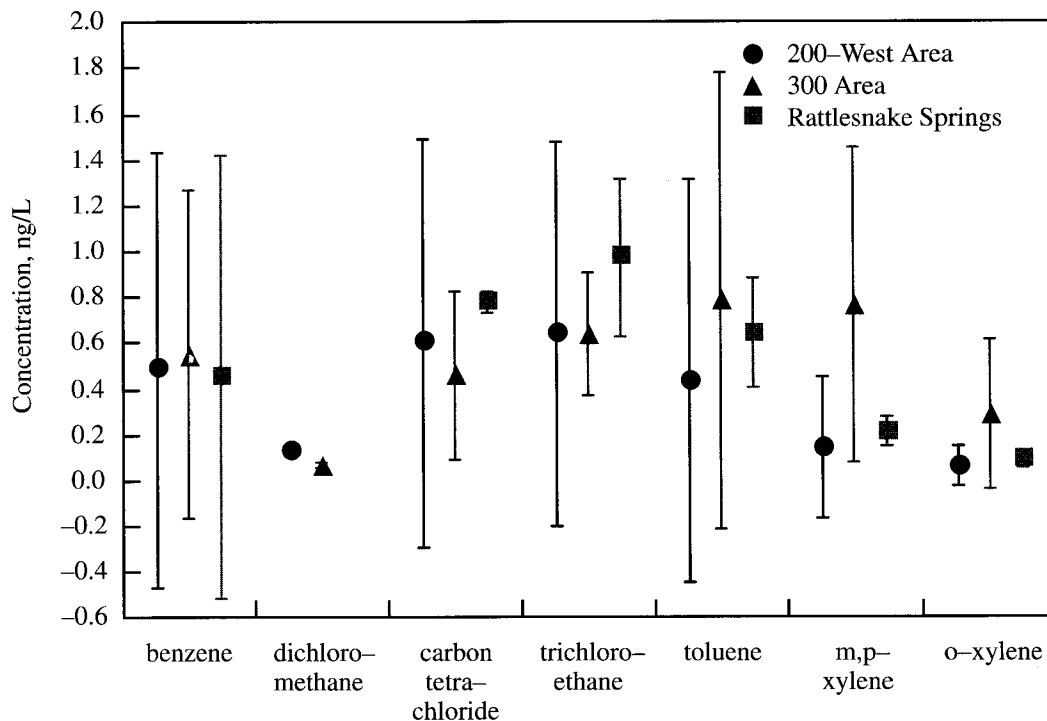 2.0
1.8
1.6
1.4
1.2
1.0
0.8
0.6
0.4
0.2
0.0
–0.2
–0.4
–0.6
Concentration, ng/L
200–West Area
300 Area
Rattlesnake Springs
benzene
dichloro–
methane
carbon
tetra–
chloride
trichloro–
ethane
toluene
m,p–
xylene
o–xylene